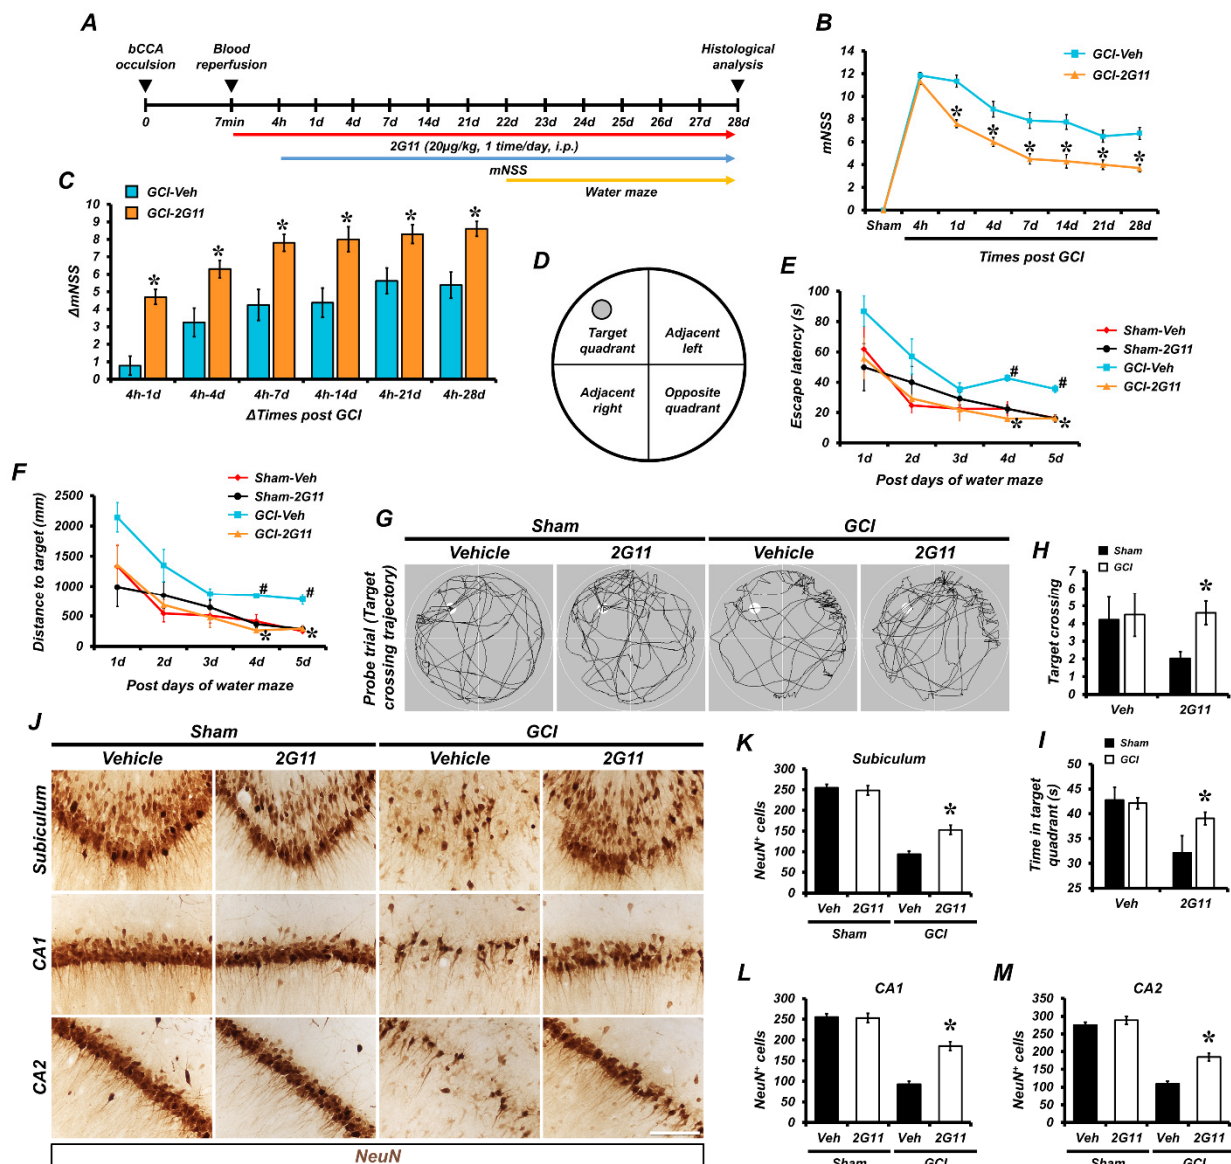 A
bCCA
occulsion
Blood
reperfusion
Histological
analysis
0 7min 4h 1d 4d 7d 14d 21d 22d 23d 24d 25d 26d 27d 28d
2G11 (20μg/kg, 1 time/day, i.p.)
mNSS
Water maze
B
GCI-Veh
GCI-2G11
mNSS
14
12
10
8
6
4
2
0
* * * * * *
Sham 4h 1d 4d 7d 14d 21d 28d
Times post GCI
C
GCI-Veh
GCI-2G11
ΔmNSS
10
9
8
7
6
5
4
3
2
1
0
* * * * * *
4h-1d 4h-4d 4h-7d 4h-14d 4h-21d 4h-28d
ΔTimes post GCI
D
Target
quadrant
Adjacent
left
Adjacent
right
Opposite
quadrant
E
Escape latency (s)
100
80
60
40
20
0
Sham-Veh
Sham-2G11
GCI-Veh
GCI-2G11
# #
* *
1d 2d 3d 4d 5d
Post days of water maze
F
Distance to target (mm)
2500
2000
1500
1000
500
0
Sham-Veh
Sham-2G11
GCI-Veh
GCI-2G11
# #
* *
1d 2d 3d 4d 5d
Post days of water maze
G
Sham GCI
Vehicle 2G11 Vehicle 2G11
Probe trial (Target
crossing trajectory)
H
Sham
GCI
Target crossing
7
6
5
4
3
2
1
0
*
Veh 2G11
I
Sham
GCI
Time in target
quadrant (s)
45
40
35
30
25
*
Veh 2G11
J
Sham GCI
Vehicle 2G11 Vehicle 2G11
Subiculum
CA1
CA2
NeuN
K
Subiculum
NeuN⁺ cells
300
250
200
150
100
50
0
*
Veh 2G11 Veh 2G11
Sham GCI
L
CA1
NeuN⁺ cells
300
250
200
150
100
50
0
*
Veh 2G11 Veh 2G11
Sham GCI
M
CA2
NeuN⁺ cells
350
300
250
200
150
100
50
0
*
Veh 2G11 Veh 2G11
Sham GCI